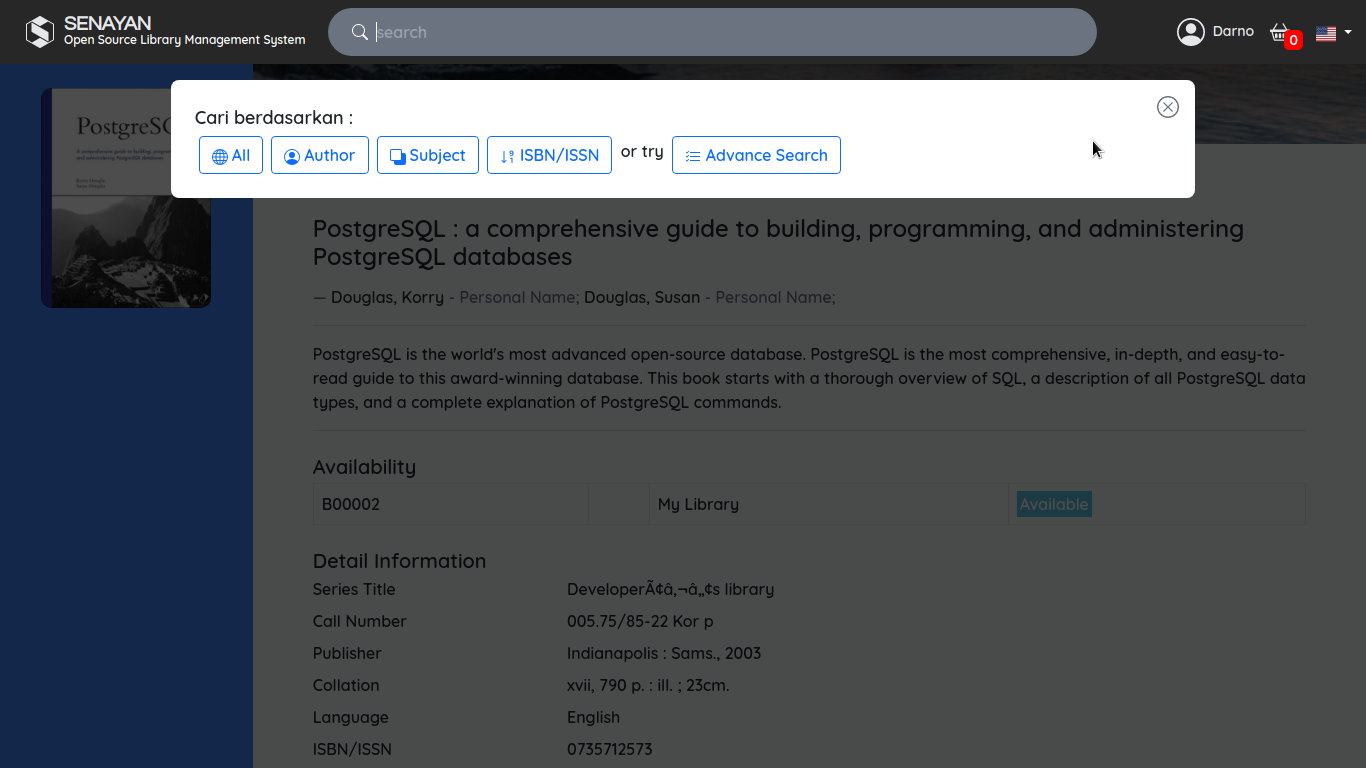 SENAYAN
Open Source Library Management System
search
Darno
0
Cari berdasarkan :
All
Author
Subject
ISBN/ISSN
or try
Advance Search
PostgreSQL : a comprehensive guide to building, programming, and administering
PostgreSQL databases
— Douglas, Korry - Personal Name; Douglas, Susan - Personal Name;
PostgreSQL is the world's most advanced open-source database. PostgreSQL is the most comprehensive, in-depth, and easy-to-
read guide to this award-winning database. This book starts with a thorough overview of SQL, a description of all PostgreSQL data
types, and a complete explanation of PostgreSQL commands.
Availability
B00002 My Library Available
Detail Information
Series Title Developerââ‚¬â„¢s library
Call Number 005.75/85-22 Kor p
Publisher Indianapolis : Sams., 2003
Collation xvii, 790 p. : ill. ; 23cm.
Language English
ISBN/ISSN 0735712573